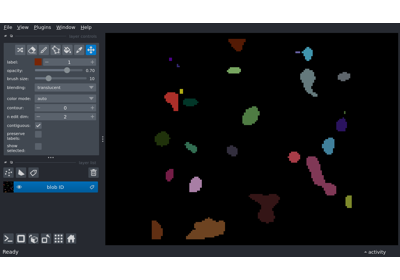 File View Plugins Window Help
label: 1
opacity: 0.70
brush size: 10
blending: translucent
color mode: auto
contour: 0
n edit dim: 2
contiguous
preserve labels:
show selected:
blob ID
Ready
activity